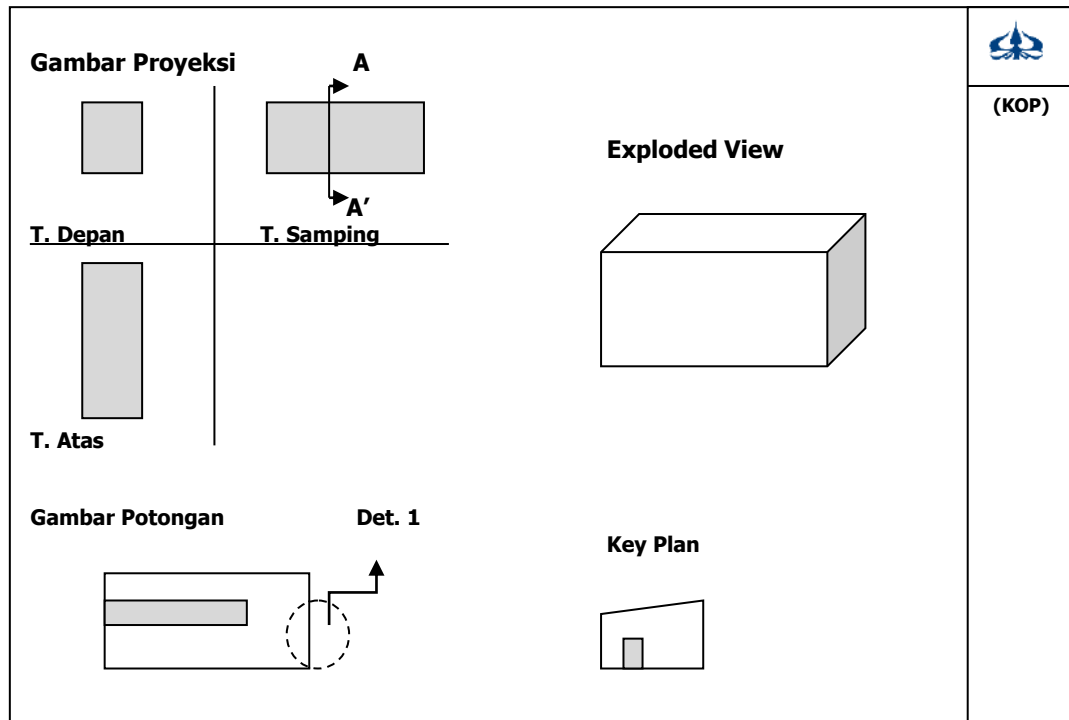 Gambar Proyeksi
A
(KOP)
Exploded View
A’
T. Depan
T. Samping
T. Atas
Gambar Potongan
Det. 1
Key Plan